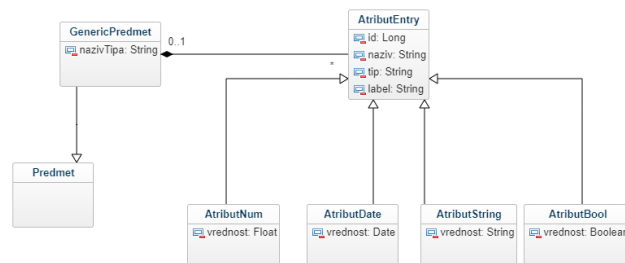 AtributEntry
id: Long
naziv: String
tip: String
label: String
GenericPredmet
nazivTipa: String
0..1
*
Predmet
AtributNum
vrednost: Float
AtributDate
vrednost: Date
AtributString
vrednost: String
AtributBool
vrednost: Boolean